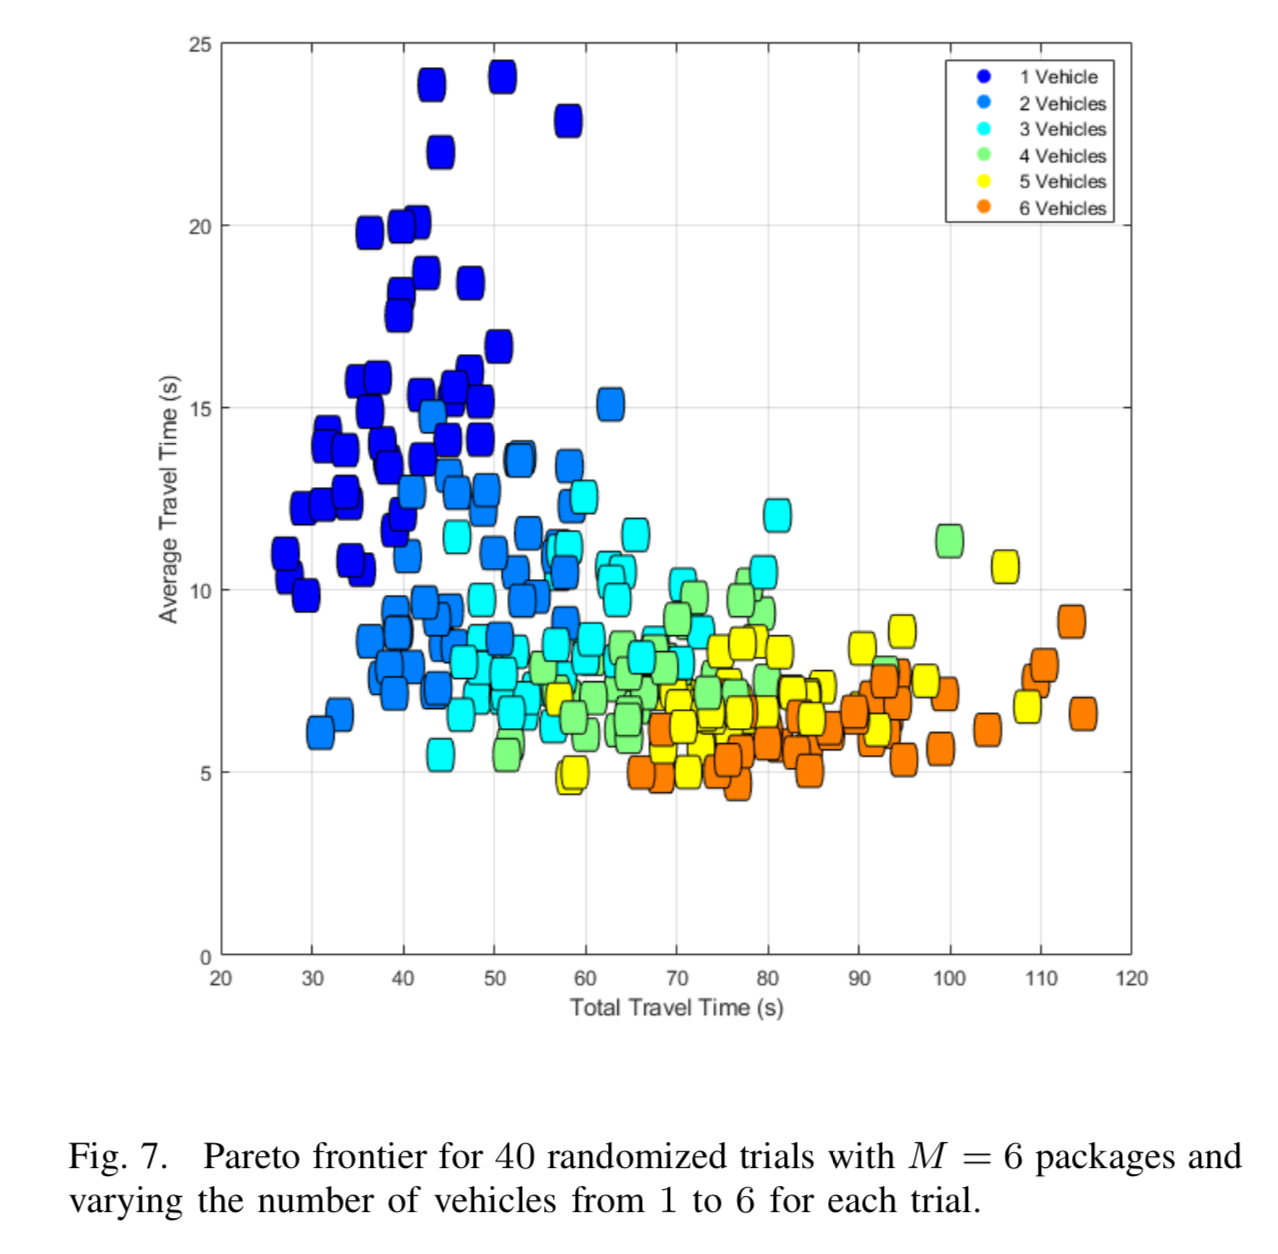 25
20
15
10
5
0
20 30 40 50 60 70 80 90 100 110 120
Average Travel Time (s)
Total Travel Time (s)
1 Vehicle
2 Vehicles
3 Vehicles
4 Vehicles
5 Vehicles
6 Vehicles
Fig. 7. Pareto frontier for 40 randomized trials with M = 6 packages and
varying the number of vehicles from 1 to 6 for each trial.